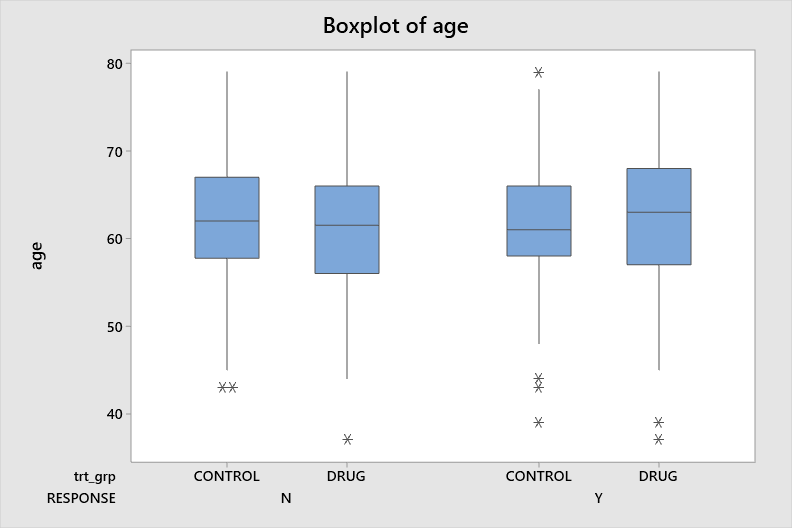 Boxplot of age
80
70
60
50
40
age
trt_grp CONTROL DRUG CONTROL DRUG
RESPONSE N Y